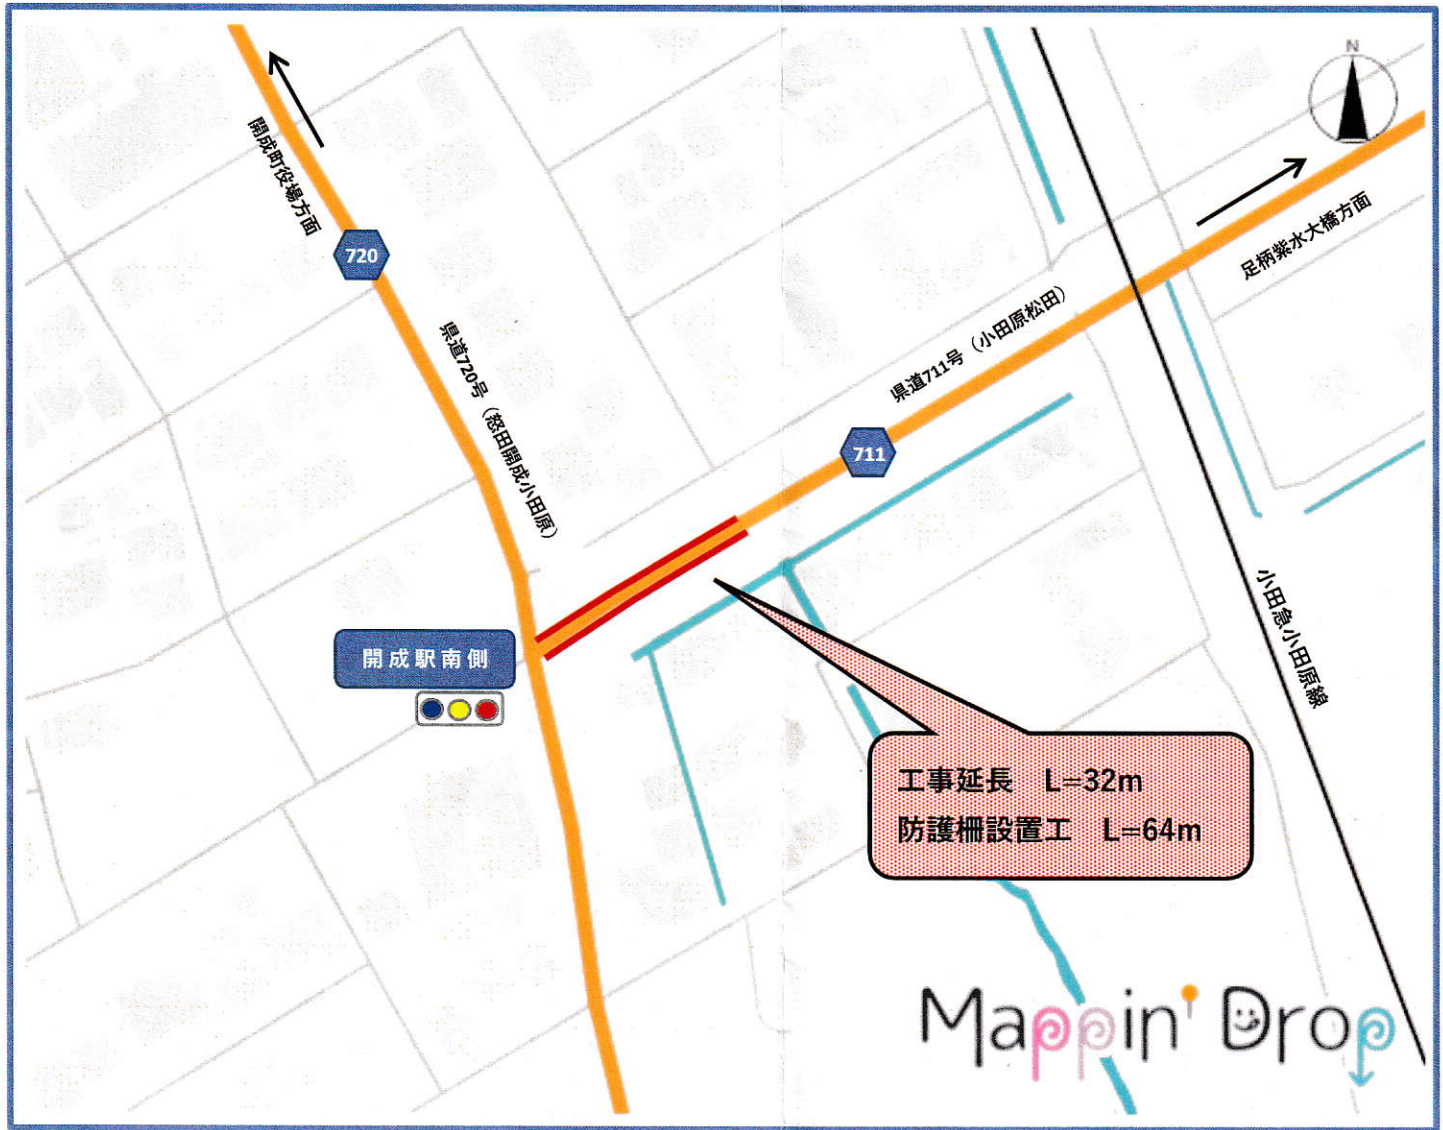 N
開成町役場方面
720
足柄紫水大橋方面
県道720号（怒田開成小田原）
県道711号（小田原松田）
711
小田急小田原線
開成駅南側
工事延長　L=32m
防護柵設置工　L=64m
Mappin' Drop